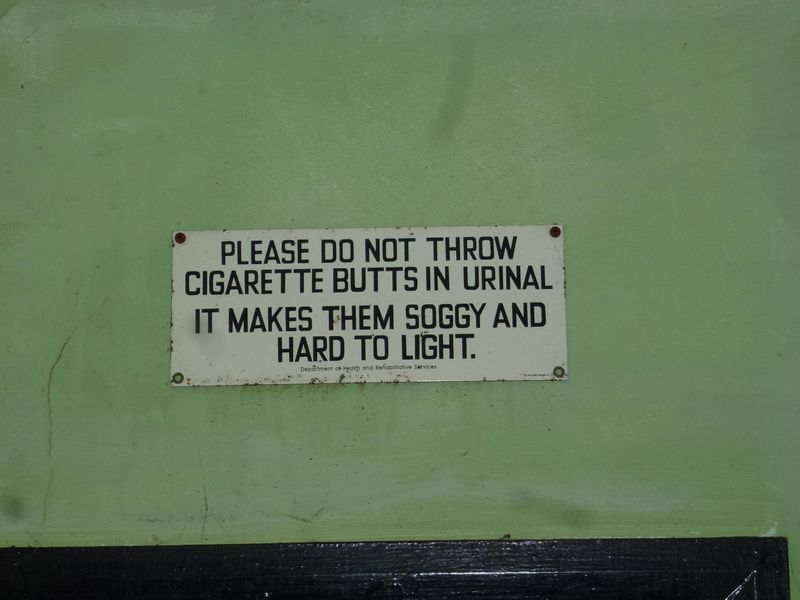 PLEASE DO NOT THROW
CIGARETTE BUTTS IN URINAL
IT MAKES THEM SOGGY AND
HARD TO LIGHT.
Department of Health and Rehabilitative Services